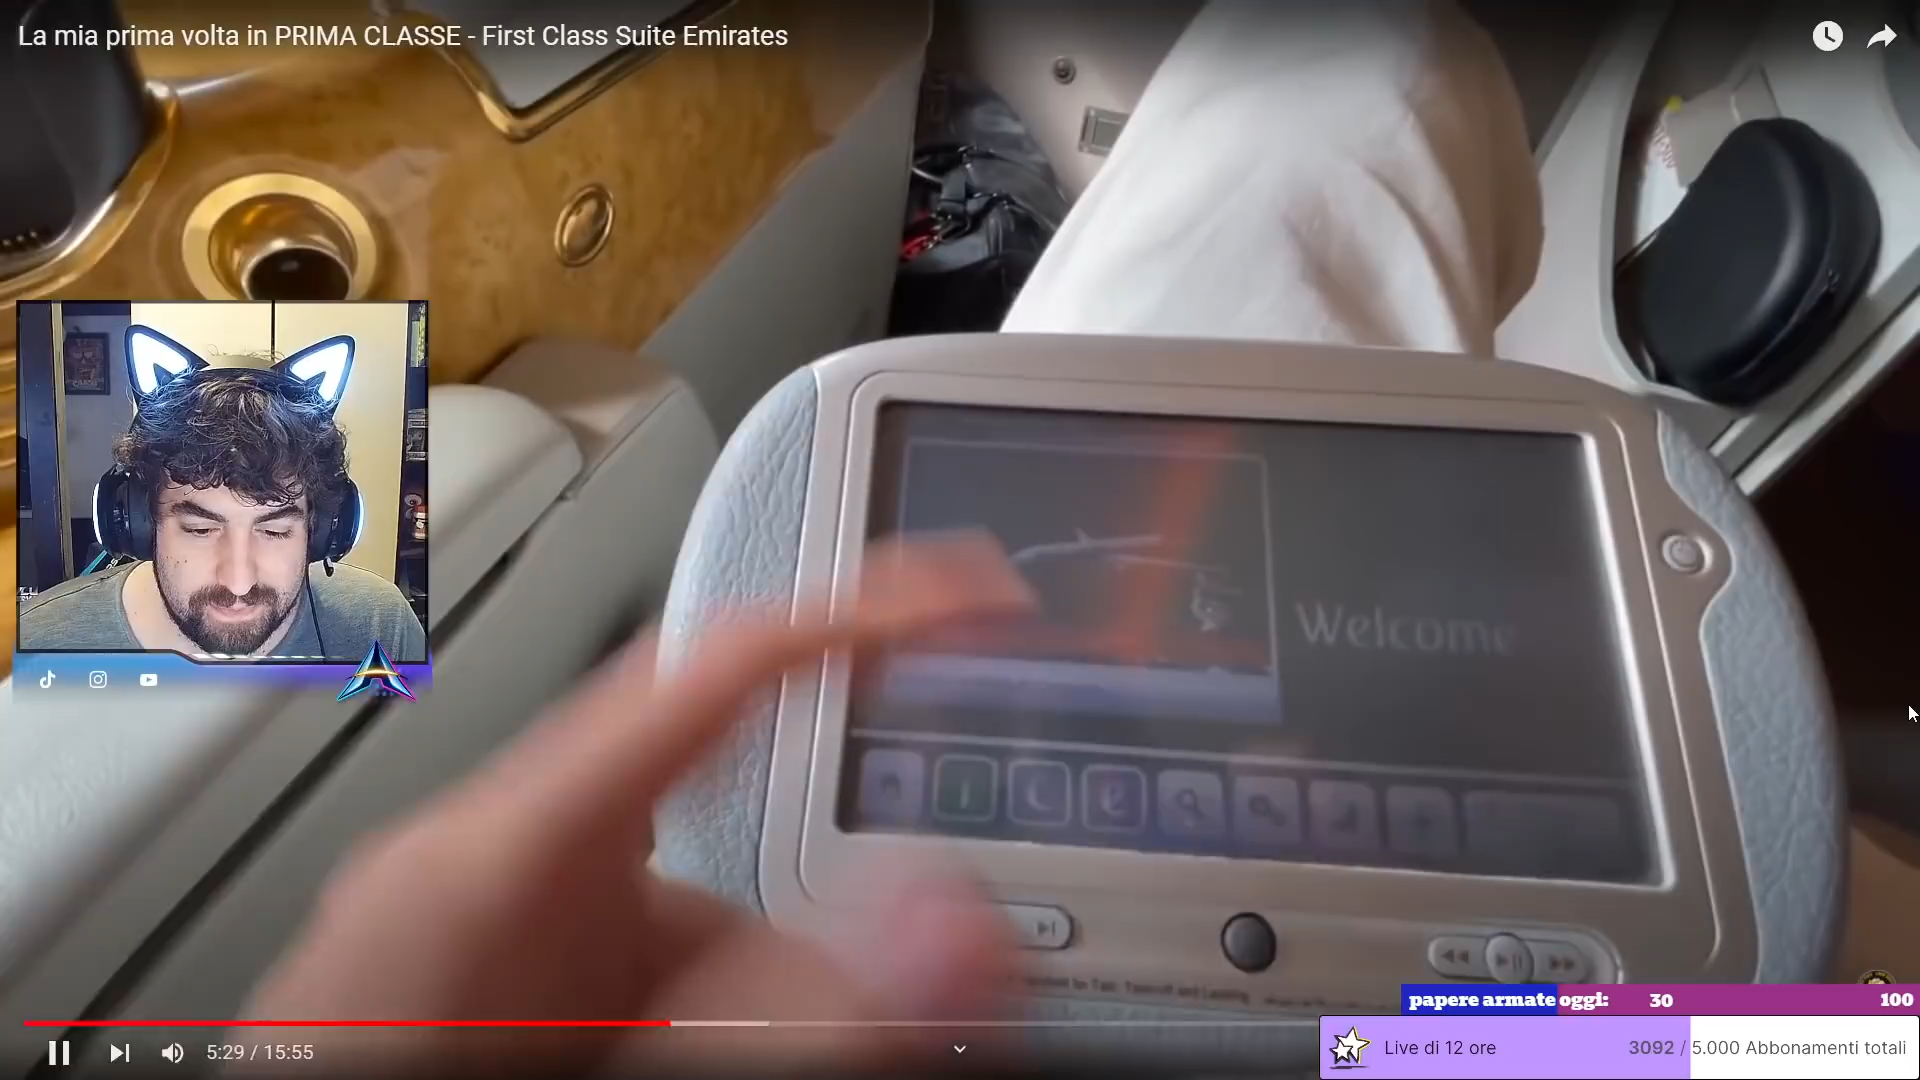 La mia prima volta in PRIMA CLASSE - First Class Suite Emirates
Welcome
papere armate oggi: 30 100
Live di 12 ore 3092 / 5.000 Abbonamenti totali
5:29 / 15:55